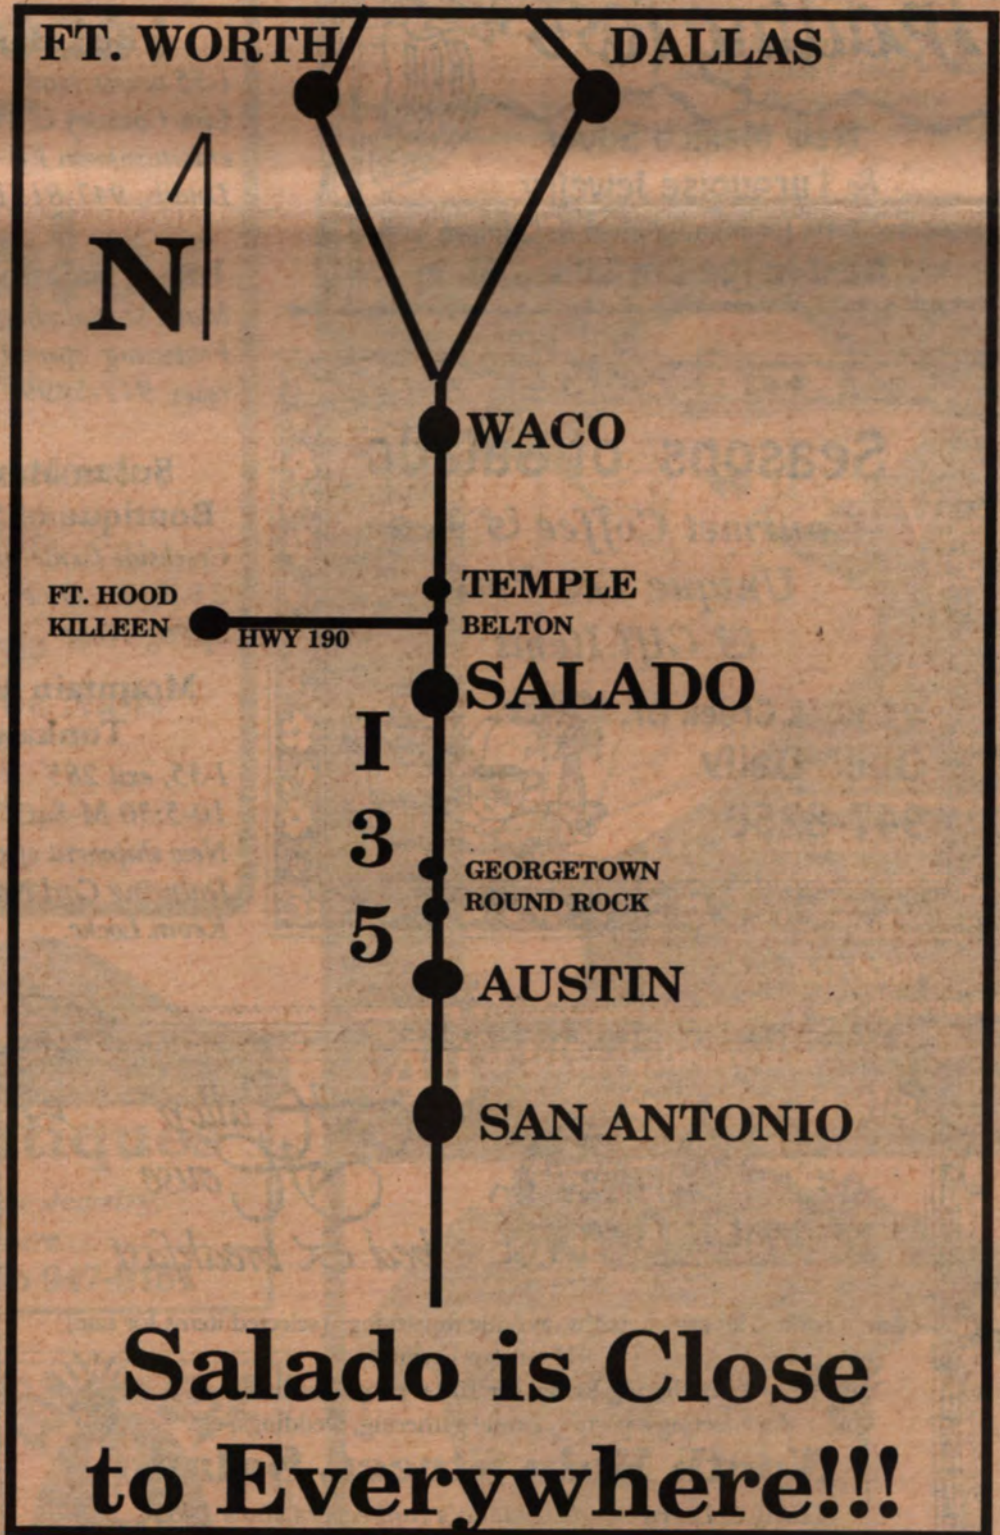 FT. WORTH
DALLAS
N
WACO
TEMPLE
FT. HOOD
KILLEEN
HWY 190
BELTON
SALADO
I
3
5
GEORGETOWN
ROUND ROCK
AUSTIN
SAN ANTONIO
Salado is Close
to Everywhere!!!